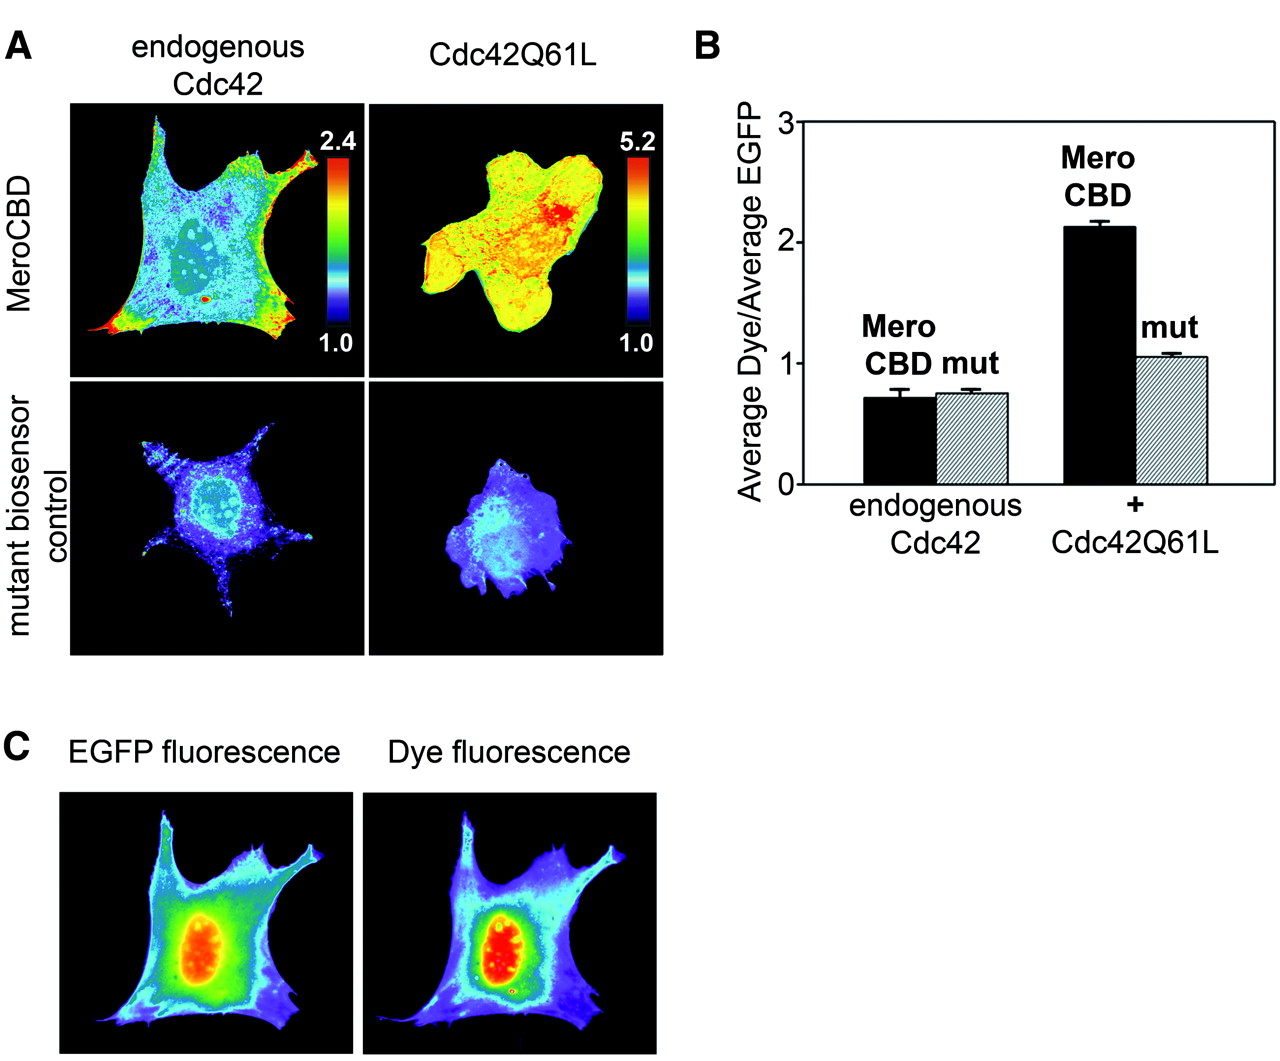 A
endogenous
Cdc42
Cdc42Q61L
MeroCBD
2.4
1.0
5.2
1.0
mutant biosensor
control
B
Average Dye/Average EGFP
3
2
1
0
Mero
CBD
mut
Mero
CBD
mut
endogenous
Cdc42
+
Cdc42Q61L
C
EGFP fluorescence
Dye fluorescence